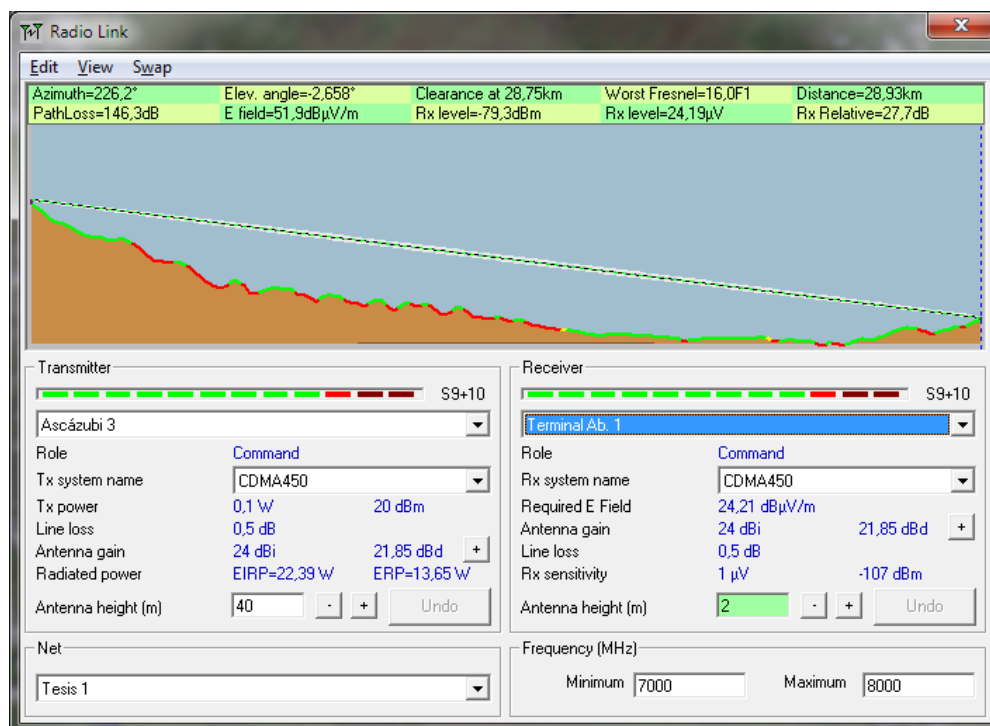 Radio Link
Edit View Swap
Azimuth=226,2° Elev. angle=-2,658° Clearance at 28,75km Worst Fresnel=16,0F1 Distance=28,93km
PathLoss=146,3dB E field=51,9dBµV/m Rx level=-79,3dBm Rx level=24,19µV Rx Relative=27,7dB
Transmitter
S9+10
Ascázubi 3
Role Command
Tx system name CDMA450
Tx power 0,1 W 20 dBm
Line loss 0,5 dB
Antenna gain 24 dBi 21,85 dBd +
Radiated power EIRP=22,39 W ERP=13,65 W
Antenna height (m) 40 - + Undo
Net
Tesis 1
Receiver
S9+10
Terminal Ab. 1
Role Command
Rx system name CDMA450
Required E Field 24,21 dBµV/m
Antenna gain 24 dBi 21,85 dBd +
Line loss 0,5 dB
Rx sensitivity 1 µV -107 dBm
Antenna height (m) 2 - + Undo
Frequency (MHz)
Minimum 7000 Maximum 8000